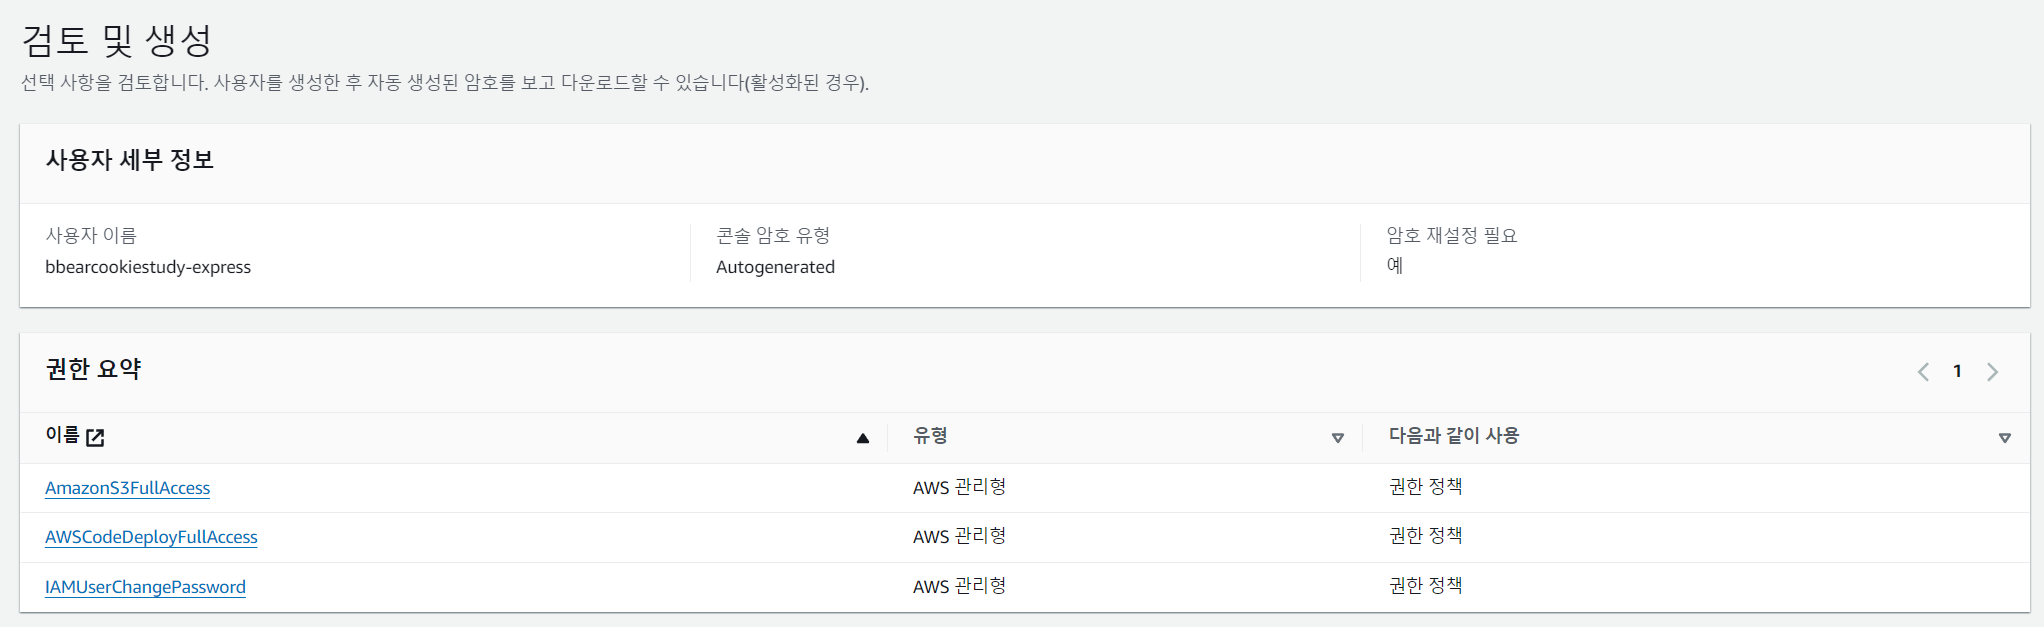 검토 및 생성
선택 사항을 검토합니다. 사용자를 생성한 후 자동 생성된 암호를 보고 다운로드할 수 있습니다(활성화된 경우).
사용자 세부 정보
사용자 이름
bbearcookiestudy-express
콘솔 암호 유형
Autogenerated
암호 재설정 필요
예
권한 요약
1
이름 유형 다음과 같이 사용
AmazonS3FullAccess AWS 관리형 권한 정책
AWSCodeDeployFullAccess AWS 관리형 권한 정책
IAMUserChangePassword AWS 관리형 권한 정책